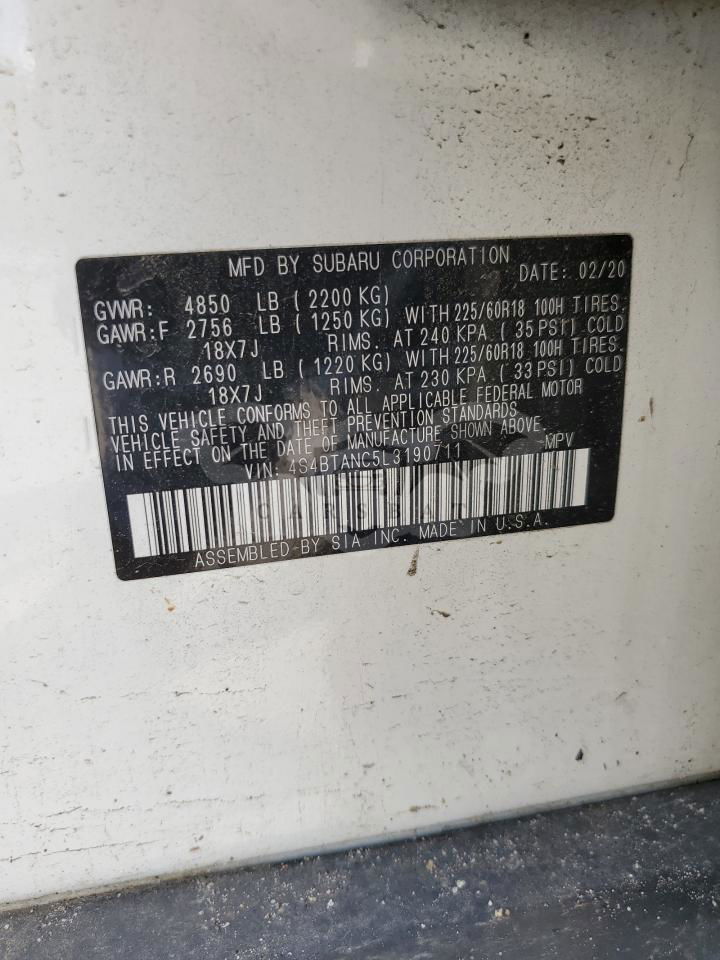 MFD BY SUBARU CORPORATION DATE: 02/20
GVWR: 4850 LB ( 2200 KG)
GAWR:F 2756 LB ( 1250 KG) WITH 225/60R18 100H TIRES,
18X7J RIMS, AT 240 KPA ( 35 PSI) COLD
GAWR:R 2690 LB ( 1220 KG) WITH 225/60R18 100H TIRES,
18X7J RIMS, AT 230 KPA ( 33 PSI) COLD
THIS VEHICLE CONFORMS TO ALL APPLICABLE FEDERAL MOTOR
VEHICLE SAFETY AND THEFT PREVENTION STANDARDS
IN EFFECT ON THE DATE OF MANUFACTURE SHOWN ABOVE.
VIN: 4S4BTANC5L3190711 MPV
CARSBAT
ASSEMBLED BY SIA INC. MADE IN U.S.A.